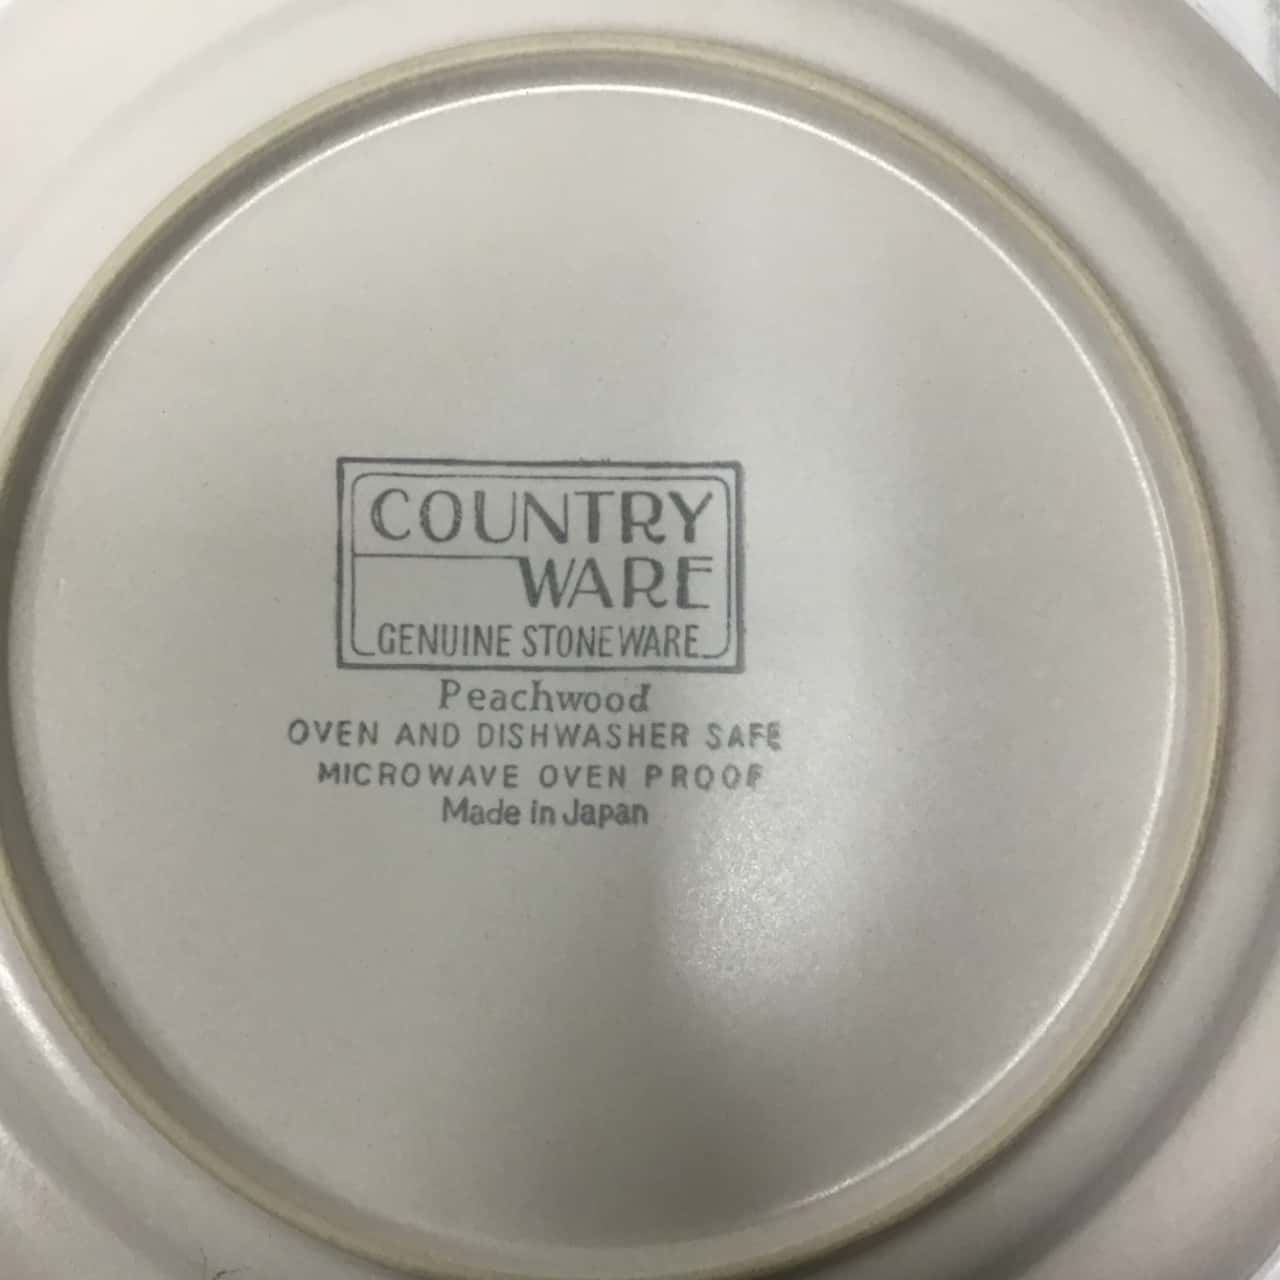 COUNTRY
WARE
GENUINE STONEWARE
Peachwood
OVEN AND DISHWASHER SAFE
MICROWAVE OVEN PROOF
Made in Japan